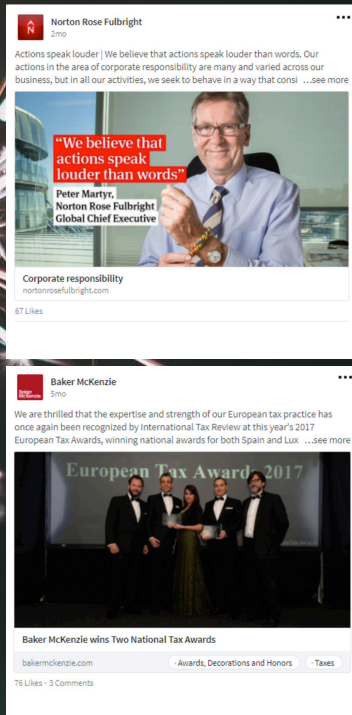 Norton Rose Fulbright
2mo
Actions speak louder | We believe that actions speak louder than words. Our
actions in the area of corporate responsibility are many and varied across our
business, but in all our activities, we seek to behave in a way that consi ...see more
“We believe that
actions speak
louder than words”
Peter Martyr,
Norton Rose Fulbright
Global Chief Executive
Corporate responsibility
nortonrosefulbright.com
67 Likes
Baker
McKenzie
Baker McKenzie
5mo
We are thrilled that the expertise and strength of our European tax practice has
once again been recognized by International Tax Review at this year's 2017
European Tax Awards, winning national awards for both Spain and Lux ...see more
European Tax Awards 2017
Baker McKenzie wins Two National Tax Awards
bakermckenzie.com
• Awards, Decorations and Honors
• Taxes
76 Likes • 3 Comments